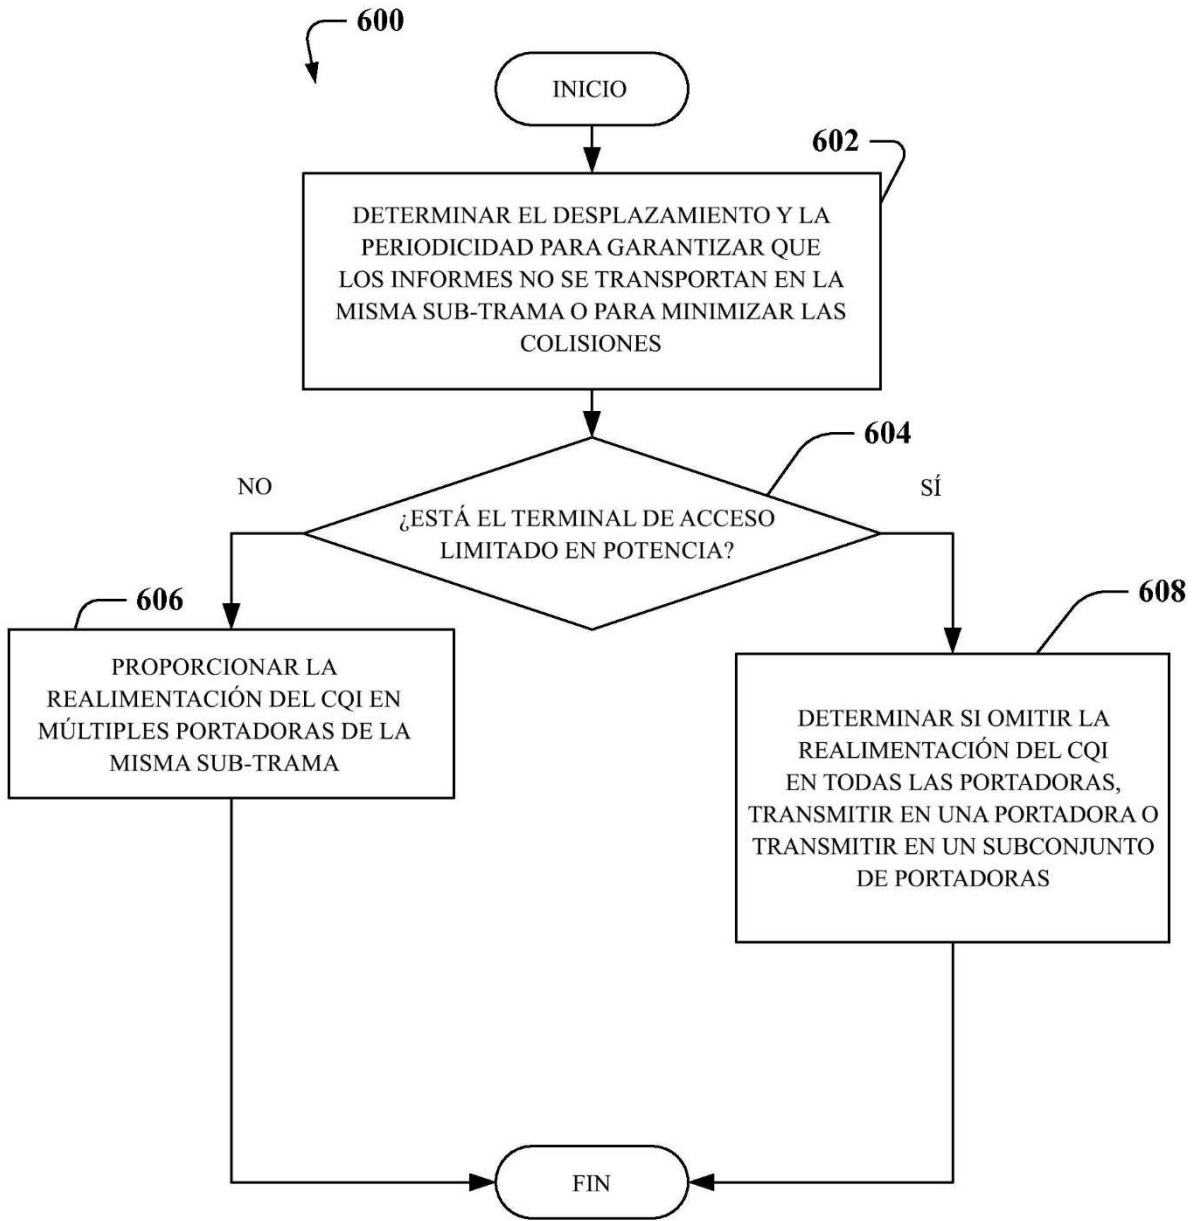 600
INICIO
602
DETERMINAR EL DESPLAZAMIENTO Y LA
PERIODICIDAD PARA GARANTIZAR QUE
LOS INFORMES NO SE TRANSPORTAN EN LA
MISMA SUB-TRAMA O PARA MINIMIZAR LAS
COLISIONES
604
NO
SÍ
¿ESTÁ EL TERMINAL DE ACCESO
LIMITADO EN POTENCIA?
606
PROPORCIONAR LA
REALIMENTACIÓN DEL CQI EN
MÚLTIPLES PORTADORAS DE LA
MISMA SUB-TRAMA
608
DETERMINAR SI OMITIR LA
REALIMENTACIÓN DEL CQI
EN TODAS LAS PORTADORAS,
TRANSMITIR EN UNA PORTADORA O
TRANSMITIR EN UN SUBCONJUNTO
DE PORTADORAS
FIN